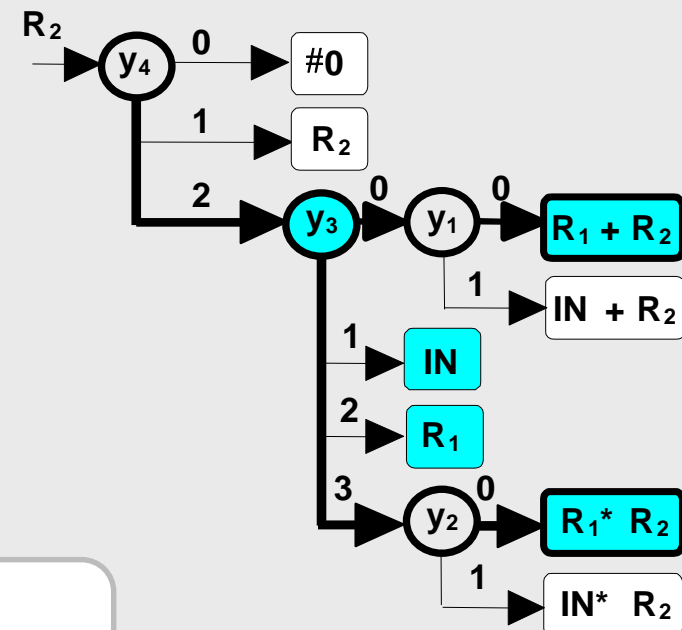 R2
y4 0 #0
1 R2
2 y3 0 y1 0 R1 + R2
1 IN + R2
1 IN
2 R1
3 y2 0 R1* R2
1 IN* R2